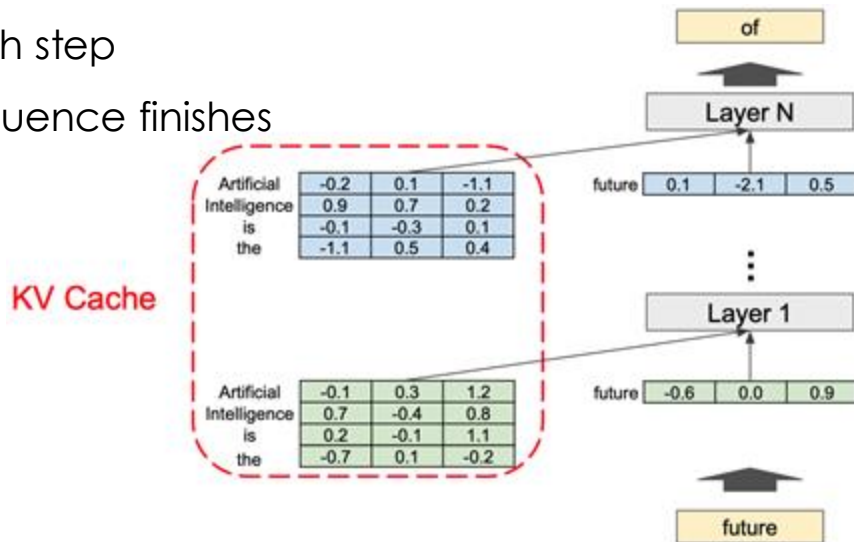 h step
uence finishes
of
Layer N
Artificial -0.2 0.1 -1.1
Intelligence 0.9 0.7 0.2
is -0.1 -0.3 0.1
the -1.1 0.5 0.4
future 0.1 -2.1 0.5
KV Cache
Layer 1
Artificial -0.1 0.3 1.2
Intelligence 0.7 -0.4 0.8
is 0.2 -0.1 1.1
the -0.7 0.1 -0.2
future -0.6 0.0 0.9
future